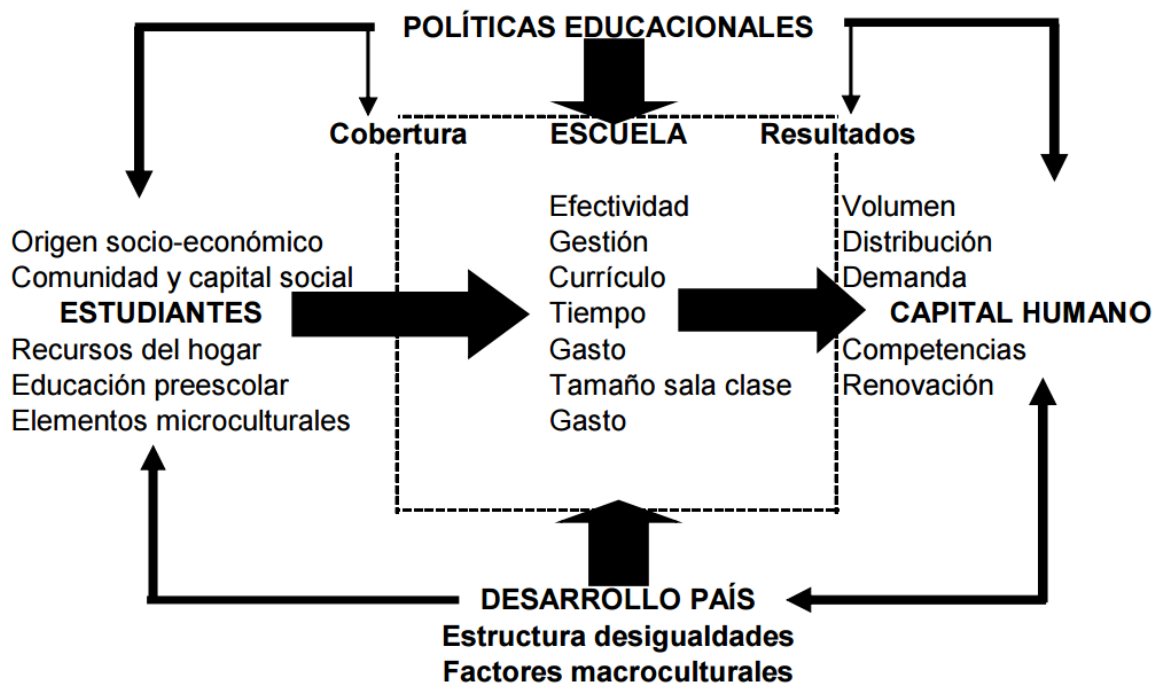 POLÍTICAS EDUCACIONALES
Cobertura
ESCUELA
Resultados
Origen socio-económico
Comunidad y capital social
ESTUDIANTES
Recursos del hogar
Educación preescolar
Elementos microculturales
Efectividad
Gestión
Currículo
Tiempo
Gasto
Tamaño sala clase
Gasto
Volumen
Distribución
Demanda
CAPITAL HUMANO
Competencias
Renovación
DESARROLLO PAÍS
Estructura desigualdades
Factores macroculturales